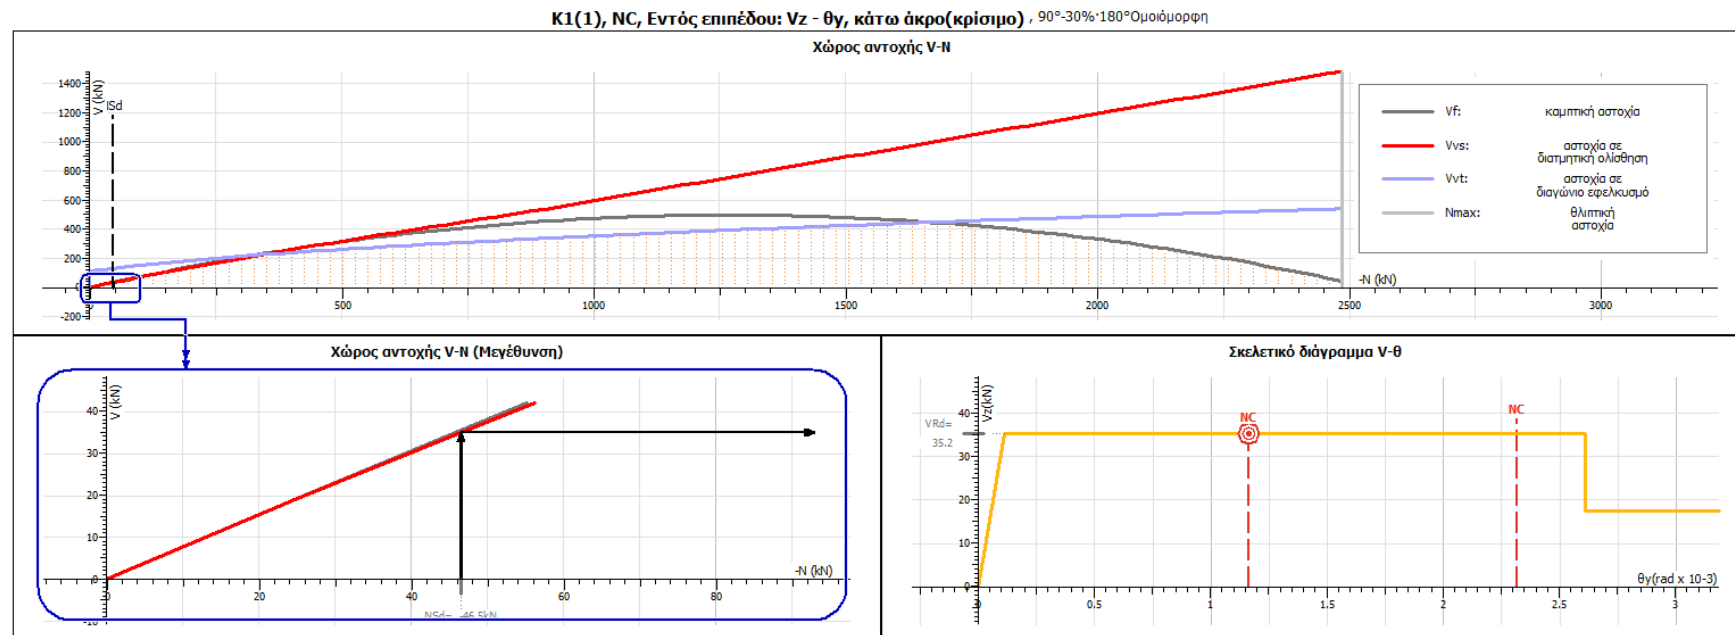 K1(1), NC, Εντός επιπέδου: Vz - θy, κάτω άκρο(κρίσιμο) , 90°-30%·180°Ομοιόμορφη
Χώρος αντοχής V-N
V (kN)
1400
1200
1000
800
600
400
200
0
-200
500
1000
1500
2000
2500
3000
-N (kN)
Vf: καμπτική αστοχία
Vvs: αστοχία σε
διατμητική ολίσθηση
Vvt: αστοχία σε
διαγώνιο εφελκυσμό
Nmax: θλιπτική
αστοχία
Χώρος αντοχής V-N (Μεγέθυνση)
V (kN)
40
30
20
10
0
0
20
40
60
80
-N (kN)
NSd= -46.5kN
Σκελετικό διάγραμμα V-θ
Vz(kN)
40
30
20
10
0
VRd=
35.2
NC
NC
0
0.5
1
1.5
2
2.5
3
θy(rad x 10-3)